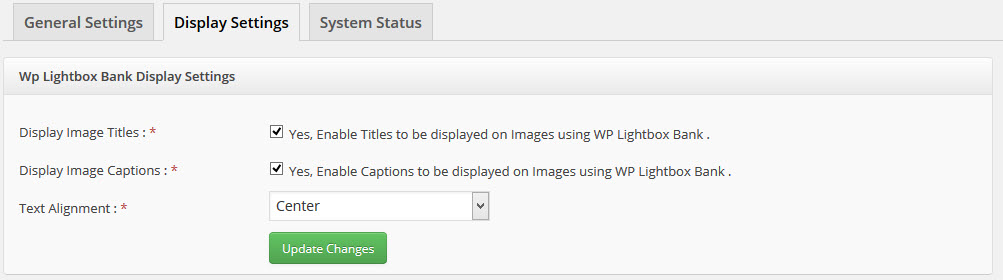 General Settings Display Settings System Status
Wp Lightbox Bank Display Settings
Display Image Titles : * Yes, Enable Titles to be displayed on Images using WP Lightbox Bank .
Display Image Captions : * Yes, Enable Captions to be displayed on Images using WP Lightbox Bank .
Text Alignment : * Center
Update Changes